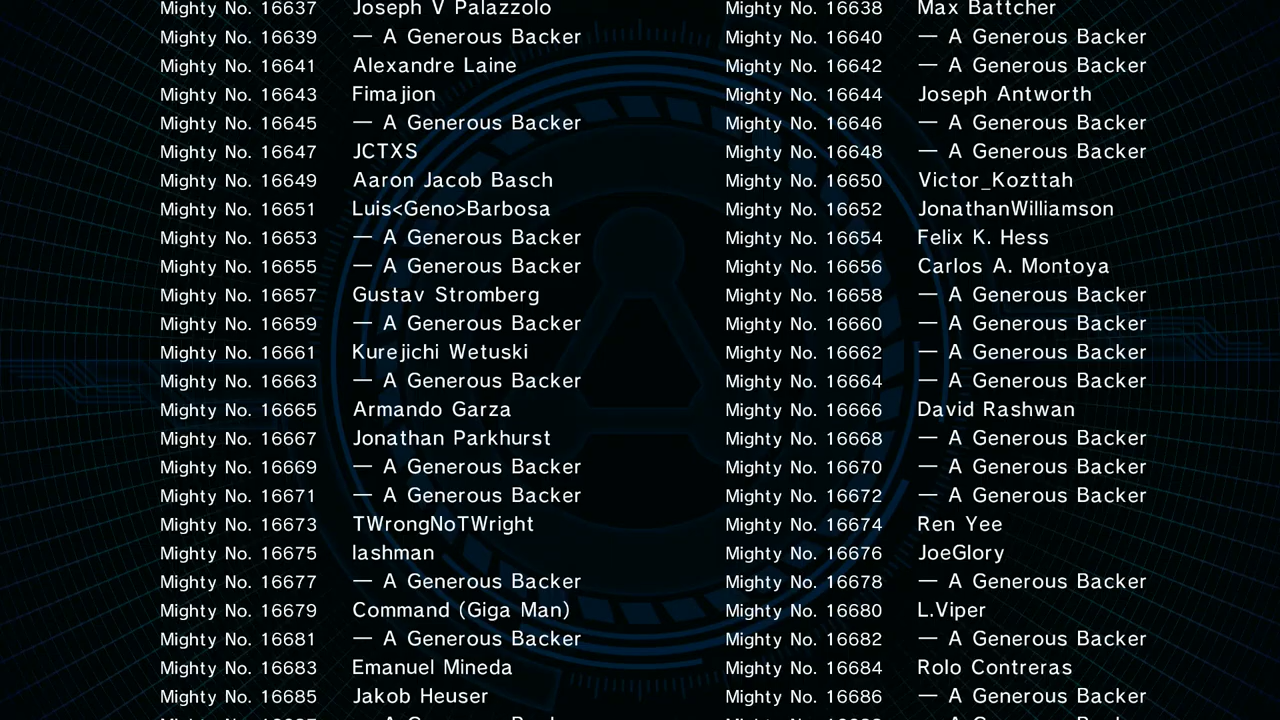 Mighty No. 16637 Joseph V Palazzolo Mighty No. 16638 Max Battcher
Mighty No. 16639 — A Generous Backer Mighty No. 16640 — A Generous Backer
Mighty No. 16641 Alexandre Laine Mighty No. 16642 — A Generous Backer
Mighty No. 16643 Fimajion Mighty No. 16644 Joseph Antworth
Mighty No. 16645 — A Generous Backer Mighty No. 16646 — A Generous Backer
Mighty No. 16647 JCTXS Mighty No. 16648 — A Generous Backer
Mighty No. 16649 Aaron Jacob Basch Mighty No. 16650 Victor_Kozttah
Mighty No. 16651 Luis<Geno>Barbosa Mighty No. 16652 JonathanWilliamson
Mighty No. 16653 — A Generous Backer Mighty No. 16654 Felix K. Hess
Mighty No. 16655 — A Generous Backer Mighty No. 16656 Carlos A. Montoya
Mighty No. 16657 Gustav Stromberg Mighty No. 16658 — A Generous Backer
Mighty No. 16659 — A Generous Backer Mighty No. 16660 — A Generous Backer
Mighty No. 16661 Kurejichi Wetuski Mighty No. 16662 — A Generous Backer
Mighty No. 16663 — A Generous Backer Mighty No. 16664 — A Generous Backer
Mighty No. 16665 Armando Garza Mighty No. 16666 David Rashwan
Mighty No. 16667 Jonathan Parkhurst Mighty No. 16668 — A Generous Backer
Mighty No. 16669 — A Generous Backer Mighty No. 16670 — A Generous Backer
Mighty No. 16671 — A Generous Backer Mighty No. 16672 — A Generous Backer
Mighty No. 16673 TWrongNoTWright Mighty No. 16674 Ren Yee
Mighty No. 16675 lashman Mighty No. 16676 JoeGlory
Mighty No. 16677 — A Generous Backer Mighty No. 16678 — A Generous Backer
Mighty No. 16679 Command (Giga Man) Mighty No. 16680 L.Viper
Mighty No. 16681 — A Generous Backer Mighty No. 16682 — A Generous Backer
Mighty No. 16683 Emanuel Mineda Mighty No. 16684 Rolo Contreras
Mighty No. 16685 Jakob Heuser Mighty No. 16686 — A Generous Backer